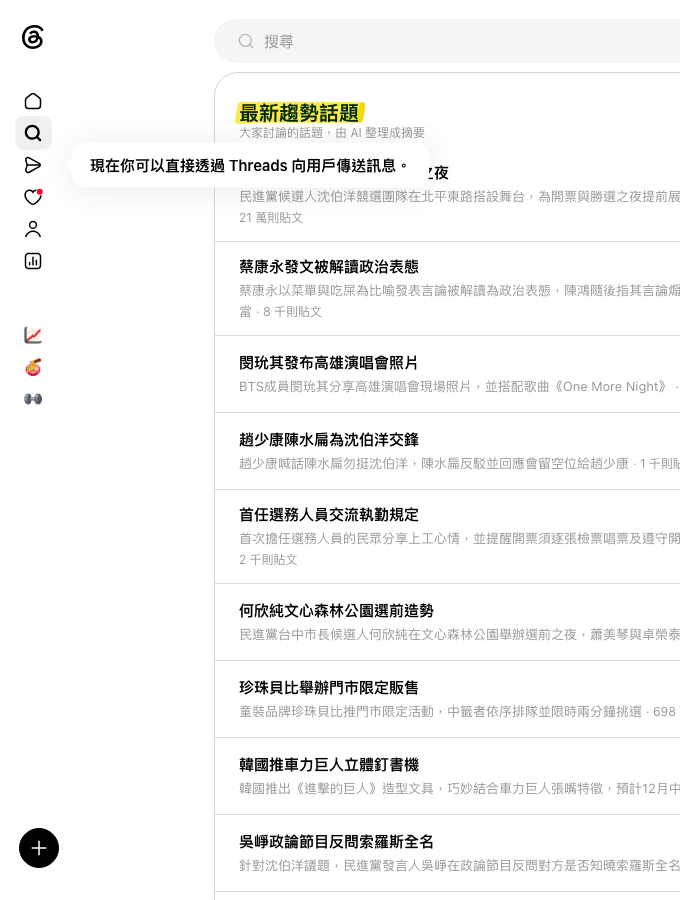 搜尋
最新趨勢話題
大家討論的話題，由 AI 整理成摘要
現在你可以直接透過 Threads 向用戶傳送訊息。
之夜
民進黨候選人沈伯洋競選團隊在北平東路搭設舞台，為開票與勝選之夜提前展
21 萬則貼文
蔡康永發文被解讀政治表態
蔡康永以菜單與吃屎為比喻發表言論被解讀為政治表態，陳鴻隨後指其言論煽
當 · 8 千則貼文
閔玧其發布高雄演唱會照片
BTS成員閔玧其分享高雄演唱會現場照片，並搭配歌曲《One More Night》 ·
趙少康陳水扁為沈伯洋交鋒
趙少康喊話陳水扁勿挺沈伯洋，陳水扁反駁並回應會留空位給趙少康 · 1 千則貼
首任選務人員交流執勤規定
首次擔任選務人員的民眾分享上工心情，並提醒開票須逐張檢票唱票及遵守開
2 千則貼文
何欣純文心森林公園選前造勢
民進黨台中市長候選人何欣純在文心森林公園舉辦選前之夜，蕭美琴與卓榮泰
珍珠貝比舉辦門市限定販售
童裝品牌珍珠貝比推門市限定活動，中籤者依序排隊並限時兩分鐘挑選 · 698
韓國推車力巨人立體釘書機
韓國推出《進擊的巨人》造型文具，巧妙結合車力巨人張嘴特徵，預計12月中
吳崢政論節目反問索羅斯全名
針對沈伯洋議題，民進黨發言人吳崢在政論節目反問對方是否知曉索羅斯全名